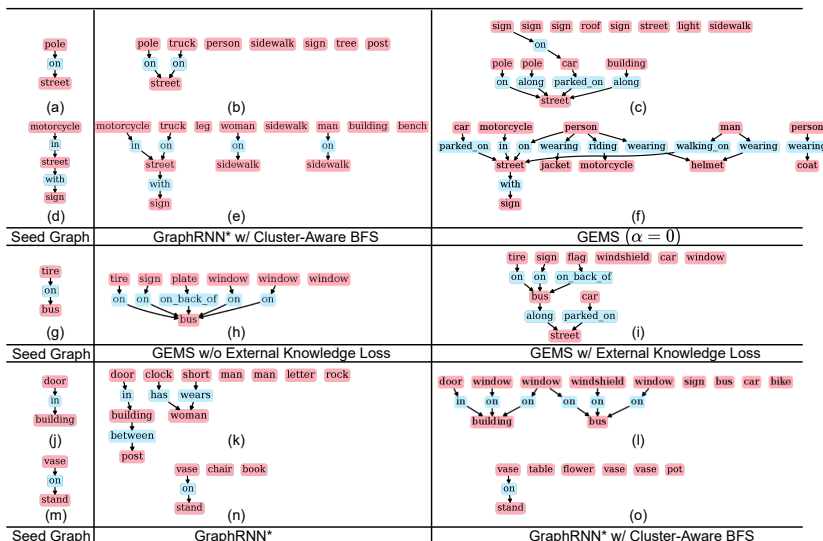 sign sign sign roof sign street light sidewalk
pole pole truck person sidewalk sign tree post on
on on on pole pole car building
street street on along parked_on along
street
(a) (b) (c)
motorcycle motorcycle truck leg woman sidewalk man building bench car motorcycle person man person
in in on on on parked_on in on wearing riding wearing walking_on wearing wearing
street street sidewalk sidewalk street jacket motorcycle helmet coat
with with with
sign sign sign
(d) (e) (f)
Seed Graph GraphRNN* w/ Cluster-Aware BFS GEMS (α = 0)
tire sign flag windshield car window
tire tire sign plate window window window on on on_back_of
on on on on_back_of on on bus car
bus bus along parked_on
street
(g) (h) (i)
Seed Graph GEMS w/o External Knowledge Loss GEMS w/ External Knowledge Loss
door door clock short man man letter rock door window window windshield window sign bus car bike
in in has wears in on on on on on
building building woman building bus
between
post
(j) (k) (l)
vase vase chair book vase table flower vase vase pot
on on on
stand stand stand
(m) (n) (o)
Seed Graph GraphRNN* GraphRNN* w/ Cluster-Aware BFS